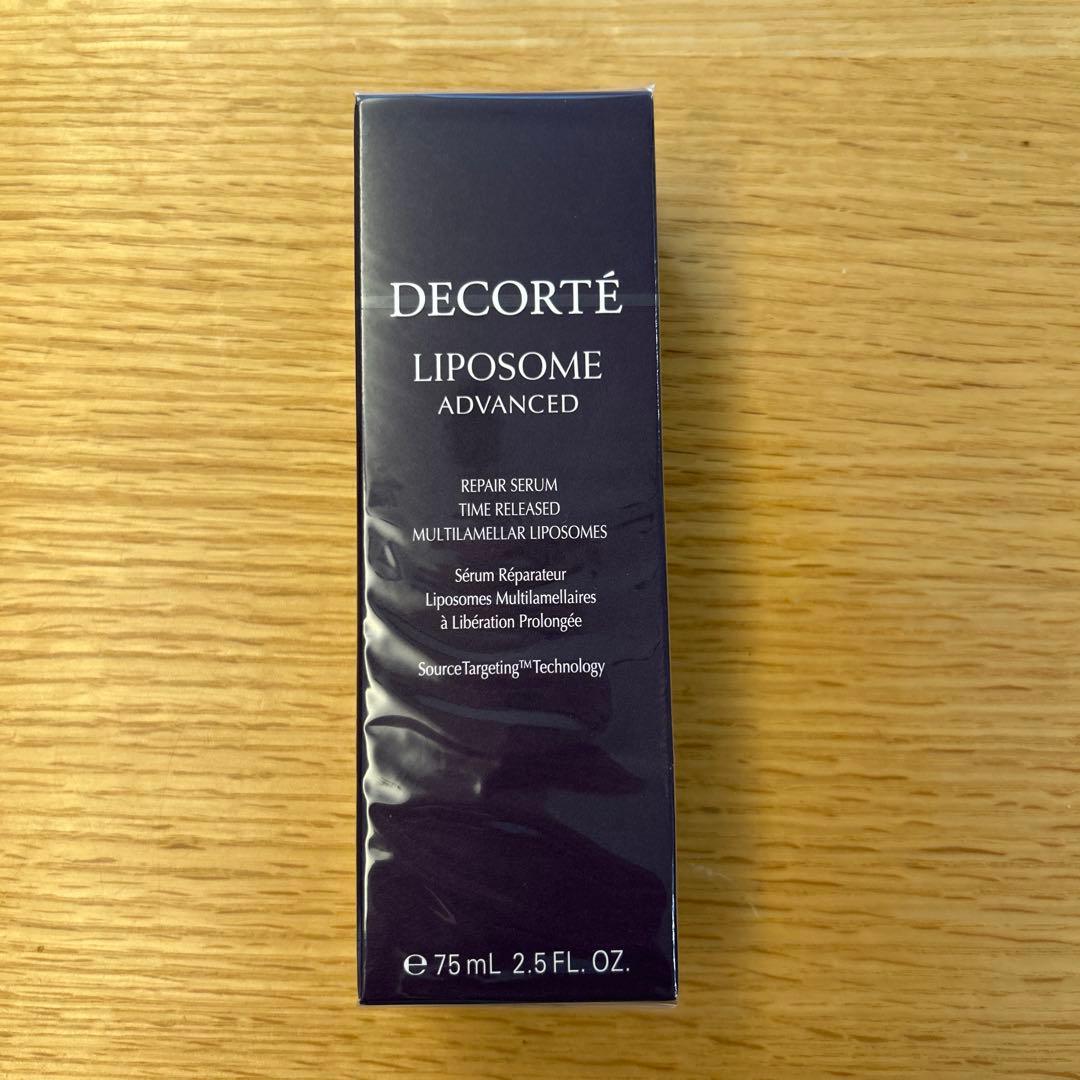 DECORTÉ
LIPOSOME
ADVANCED
REPAIR SERUM
TIME RELEASED
MULTILAMELLAR LIPOSOMES
Sérum Réparateur
Liposomes Multilamellaires
à Libération Prolongée
SourceTargeting™Technology
℮ 75 mL 2.5 FL. OZ.